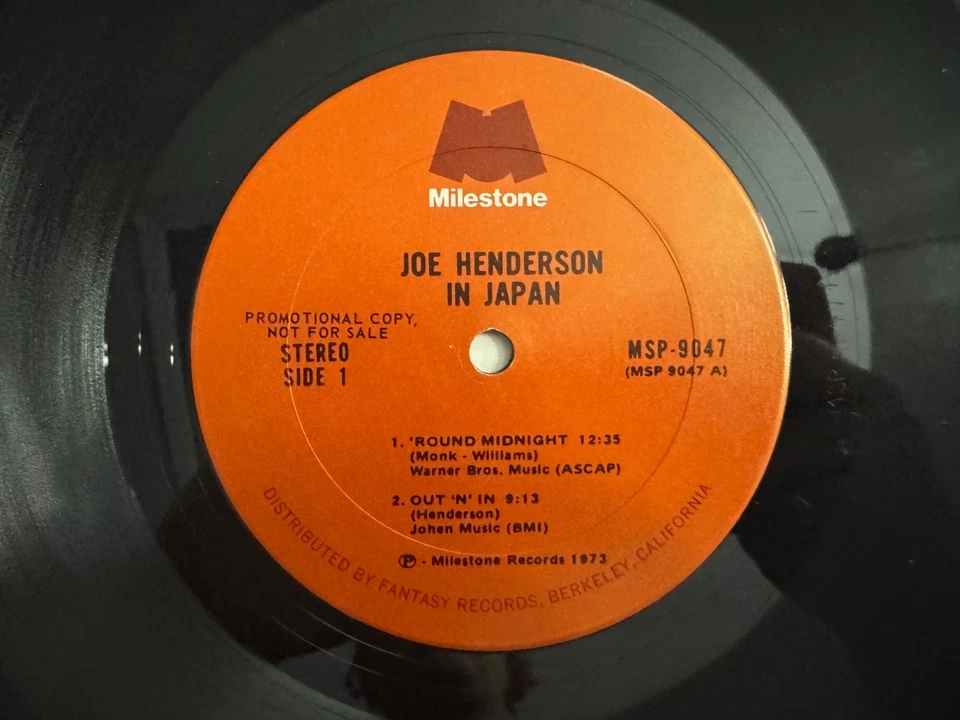 Milestone
JOE HENDERSON
IN JAPAN
PROMOTIONAL COPY,
NOT FOR SALE
STEREO
SIDE 1
MSP-9047
(MSP 9047 A)
1. 'ROUND MIDNIGHT 12:35
(Monk - Williams)
Warner Bros. Music (ASCAP)
2. OUT 'N' IN 9:13
(Henderson)
Johen Music (BMI)
Ⓟ - Milestone Records 1973
DISTRIBUTED BY FANTASY RECORDS, BERKELEY, CALIFORNIA